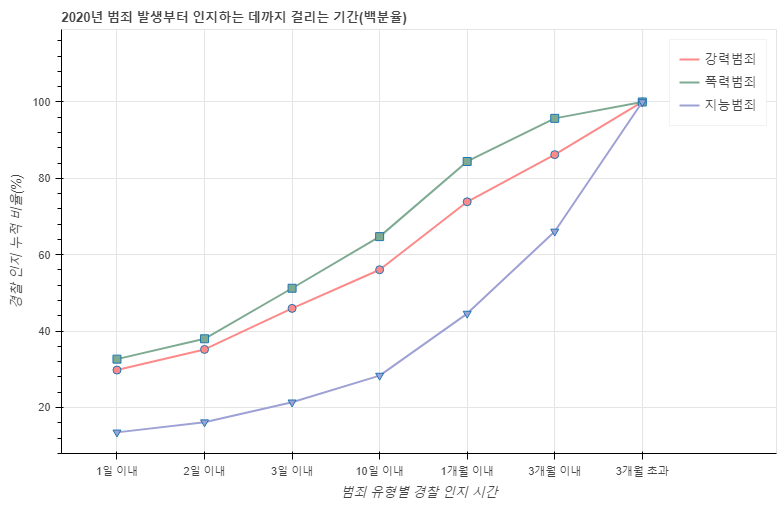 2020년 범죄 발생부터 인지하는 데까지 걸리는 기간(백분율)
강력범죄
폭력범죄
지능범죄
경찰 인지 누적 비율(%)
100
80
60
40
20
1일 이내
2일 이내
3일 이내
10일 이내
1개월 이내
3개월 이내
3개월 초과
범죄 유형별 경찰 인지 시간